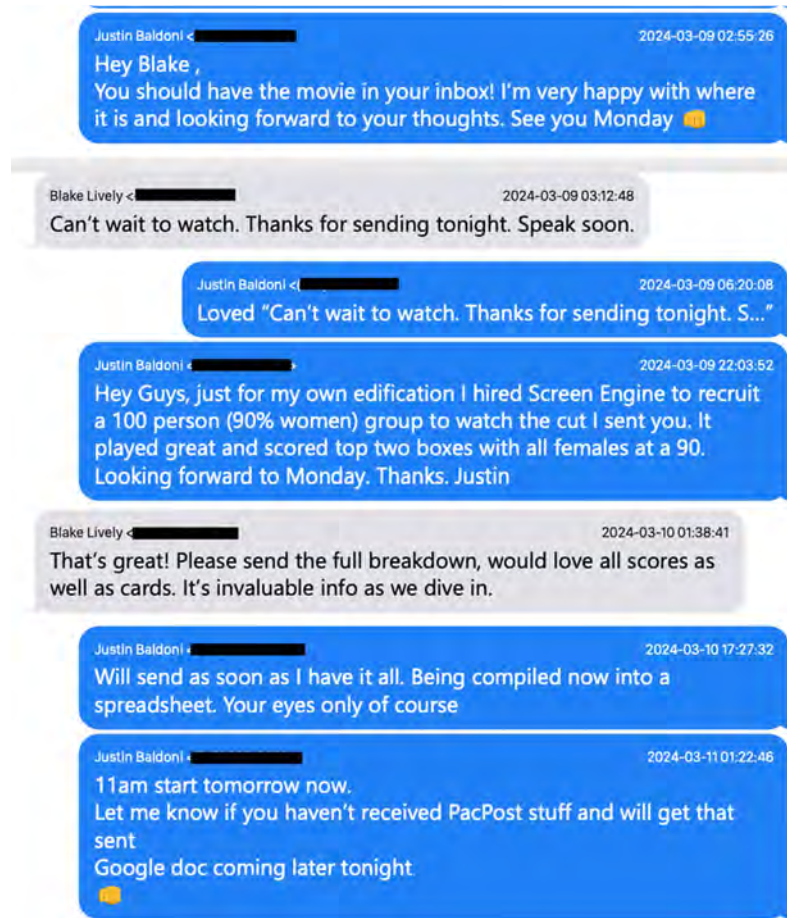 Justin Baldoni < 2024-03-09 02:55:26
Hey Blake ,
You should have the movie in your inbox! I'm very happy with where
it is and looking forward to your thoughts. See you Monday 👊
Blake Lively < 2024-03-09 03:12:48
Can't wait to watch. Thanks for sending tonight. Speak soon.
Justin Baldoni <( 2024-03-09 06:20:08
Loved “Can't wait to watch. Thanks for sending tonight. S...”
Justin Baldoni < > 2024-03-09 22:03:52
Hey Guys, just for my own edification I hired Screen Engine to recruit
a 100 person (90% women) group to watch the cut I sent you. It
played great and scored top two boxes with all females at a 90.
Looking forward to Monday. Thanks. Justin
Blake Lively < 2024-03-10 01:38:41
That's great! Please send the full breakdown, would love all scores as
well as cards. It's invaluable info as we dive in.
Justin Baldoni < 2024-03-10 17:27:32
Will send as soon as I have it all. Being compiled now into a
spreadsheet. Your eyes only of course
Justin Baldoni < 2024-03-11 01:22:46
11am start tomorrow now.
Let me know if you haven't received PacPost stuff and will get that
sent
Google doc coming later tonight
👊